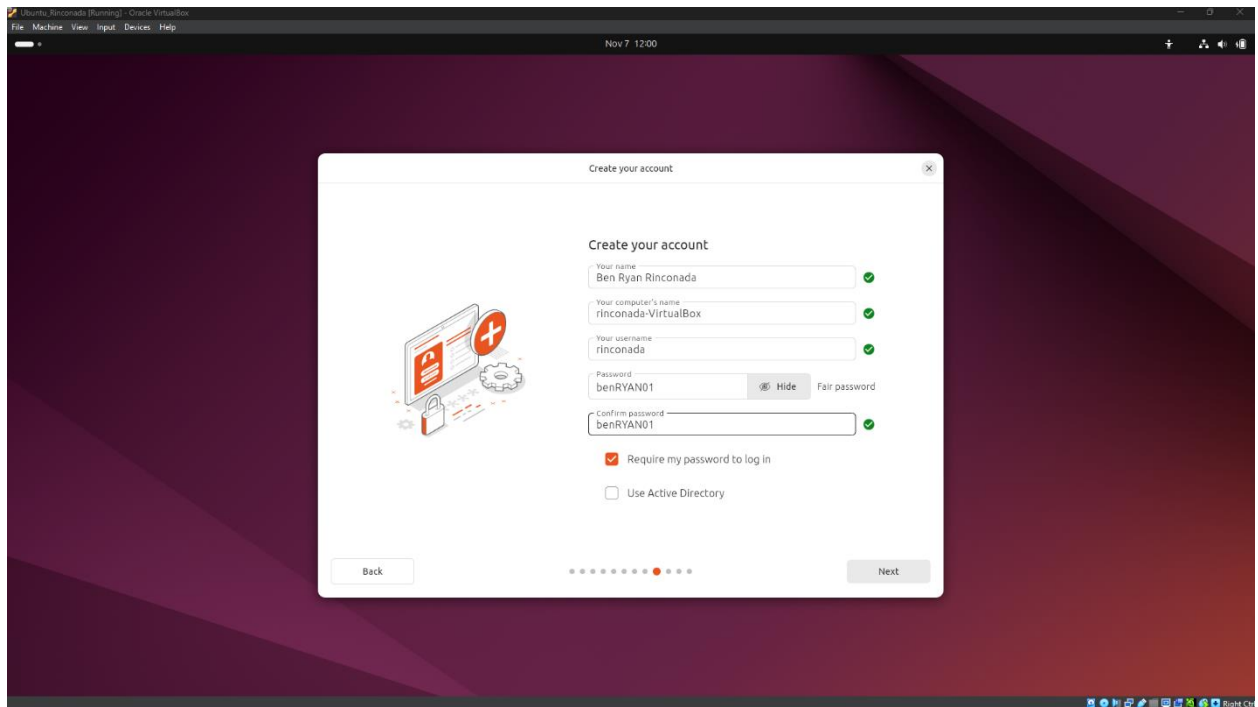 Ubuntu_Rinconada [Running] - Oracle VirtualBox
File Machine View Input Devices Help
Nov 7 12:00
Create your account
Create your account
Your name
Ben Ryan Rinconada
Your computer's name
rinconada-VirtualBox
Your username
rinconada
Password
benRYAN01 Hide Fair password
Confirm password
benRYAN01
Require my password to log in
Use Active Directory
Back Next
Right Ctrl